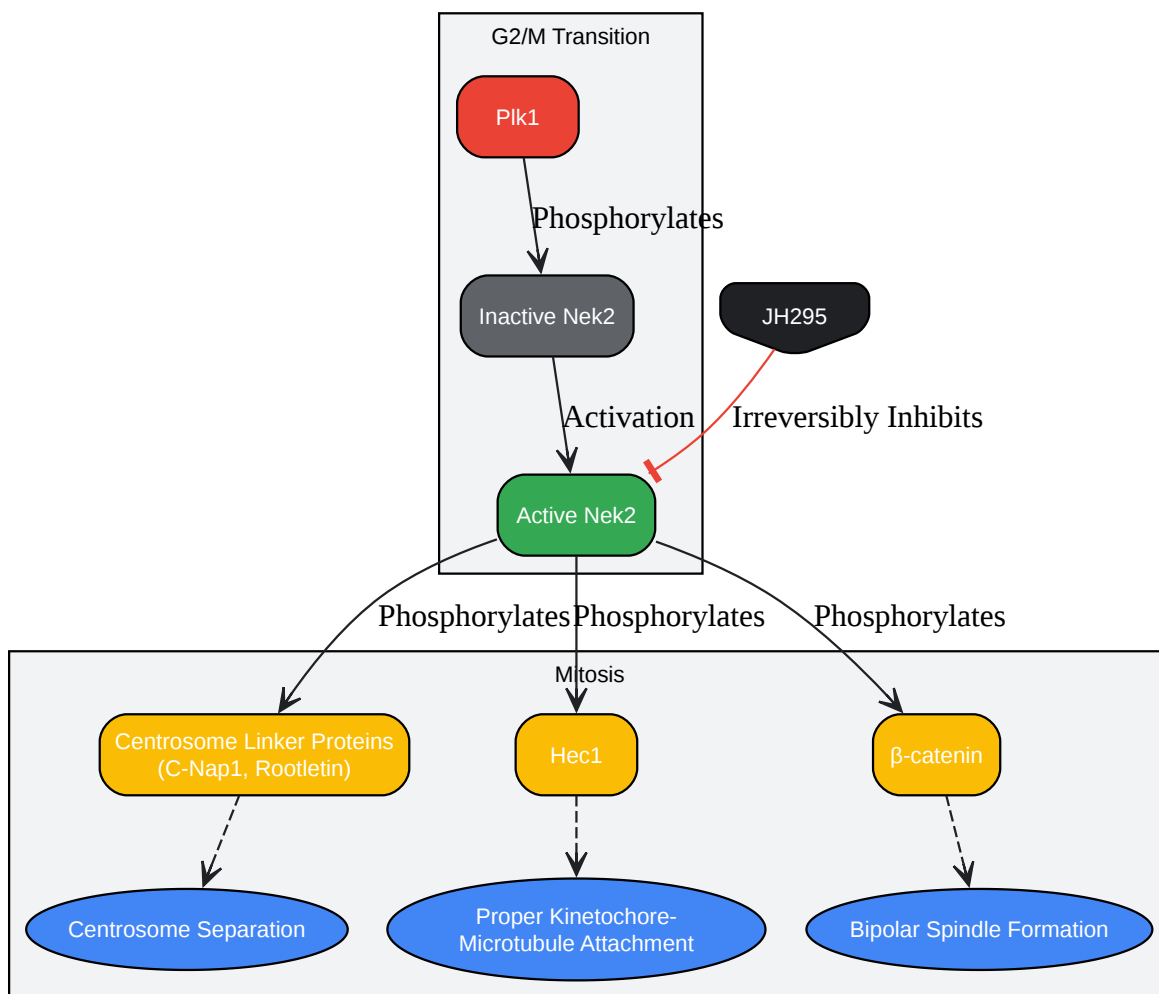 G2/M Transition
Plk1
Phosphorylates
Inactive Nek2
JH295
Activation
Irreversibly Inhibits
Active Nek2
Phosphorylates
Phosphorylates
Phosphorylates
Mitosis
Centrosome Linker Proteins
(C-Nap1, Rootletin)
Hec1
β-catenin
Centrosome Separation
Proper Kinetochore-
Microtubule Attachment
Bipolar Spindle Formation